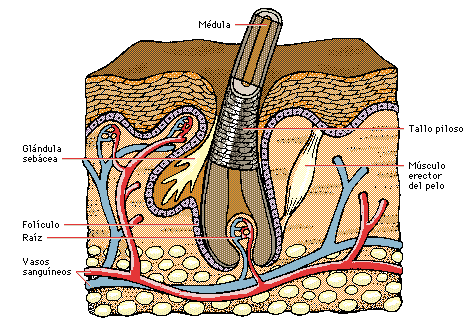 Médula
Tallo piloso
Glándula
sebácea
Músculo
erector
del pelo
Folículo
Raíz
Vasos
sanguíneos